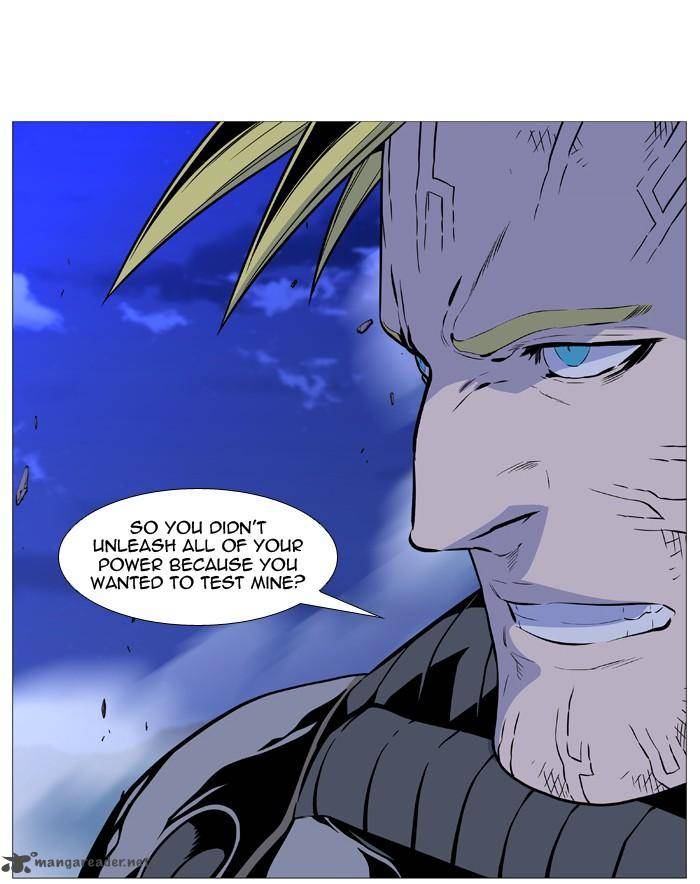 SO YOU DIDN'T
UNLEASH ALL OF YOUR
POWER BECAUSE YOU
WANTED TO TEST MINE?
mangareader.net